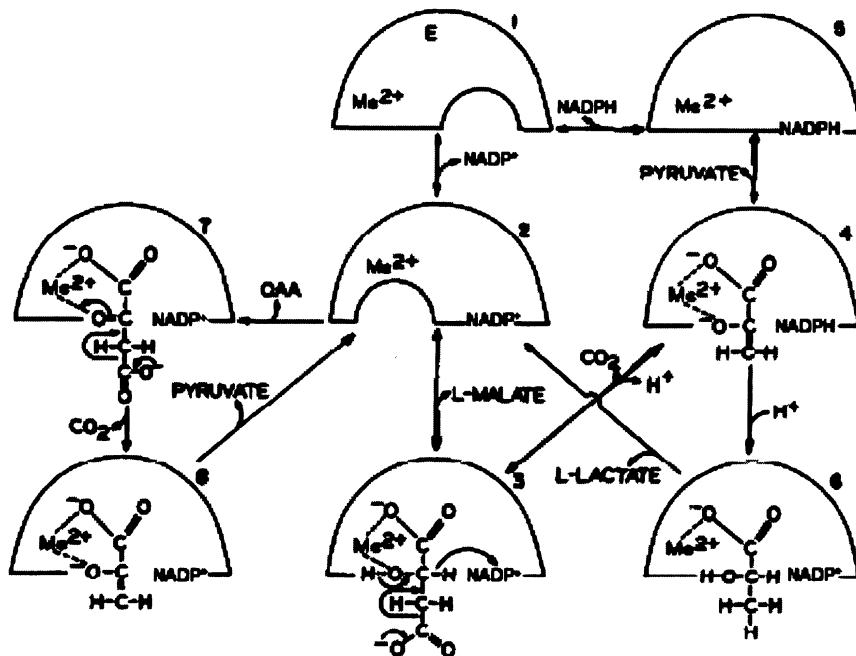 E 1 5
Me²⁺ NADPH Me²⁺ NADPH
NADP⁺ PYRUVATE
7 2 4
⁻O O Me²⁺ ⁻O O
Me²⁺ C OAA Me²⁺ C
O C NADP⁺ NADP⁺ ⁻O C NADPH
H-C-H CO₂ H-C-H
C O⁻ PYRUVATE L-MALATE H⁺ H⁺
O
CO₂ L-LACTATE
8 3 6
⁻O O ⁻O O ⁻O O
Me²⁺ C Me²⁺ C Me²⁺ C
⁻O-C NADP⁺ H-O-C-H NADP⁺ H-O-C-H NADP⁺
H-C-H H-C-H H-C-H
⁻O C O H